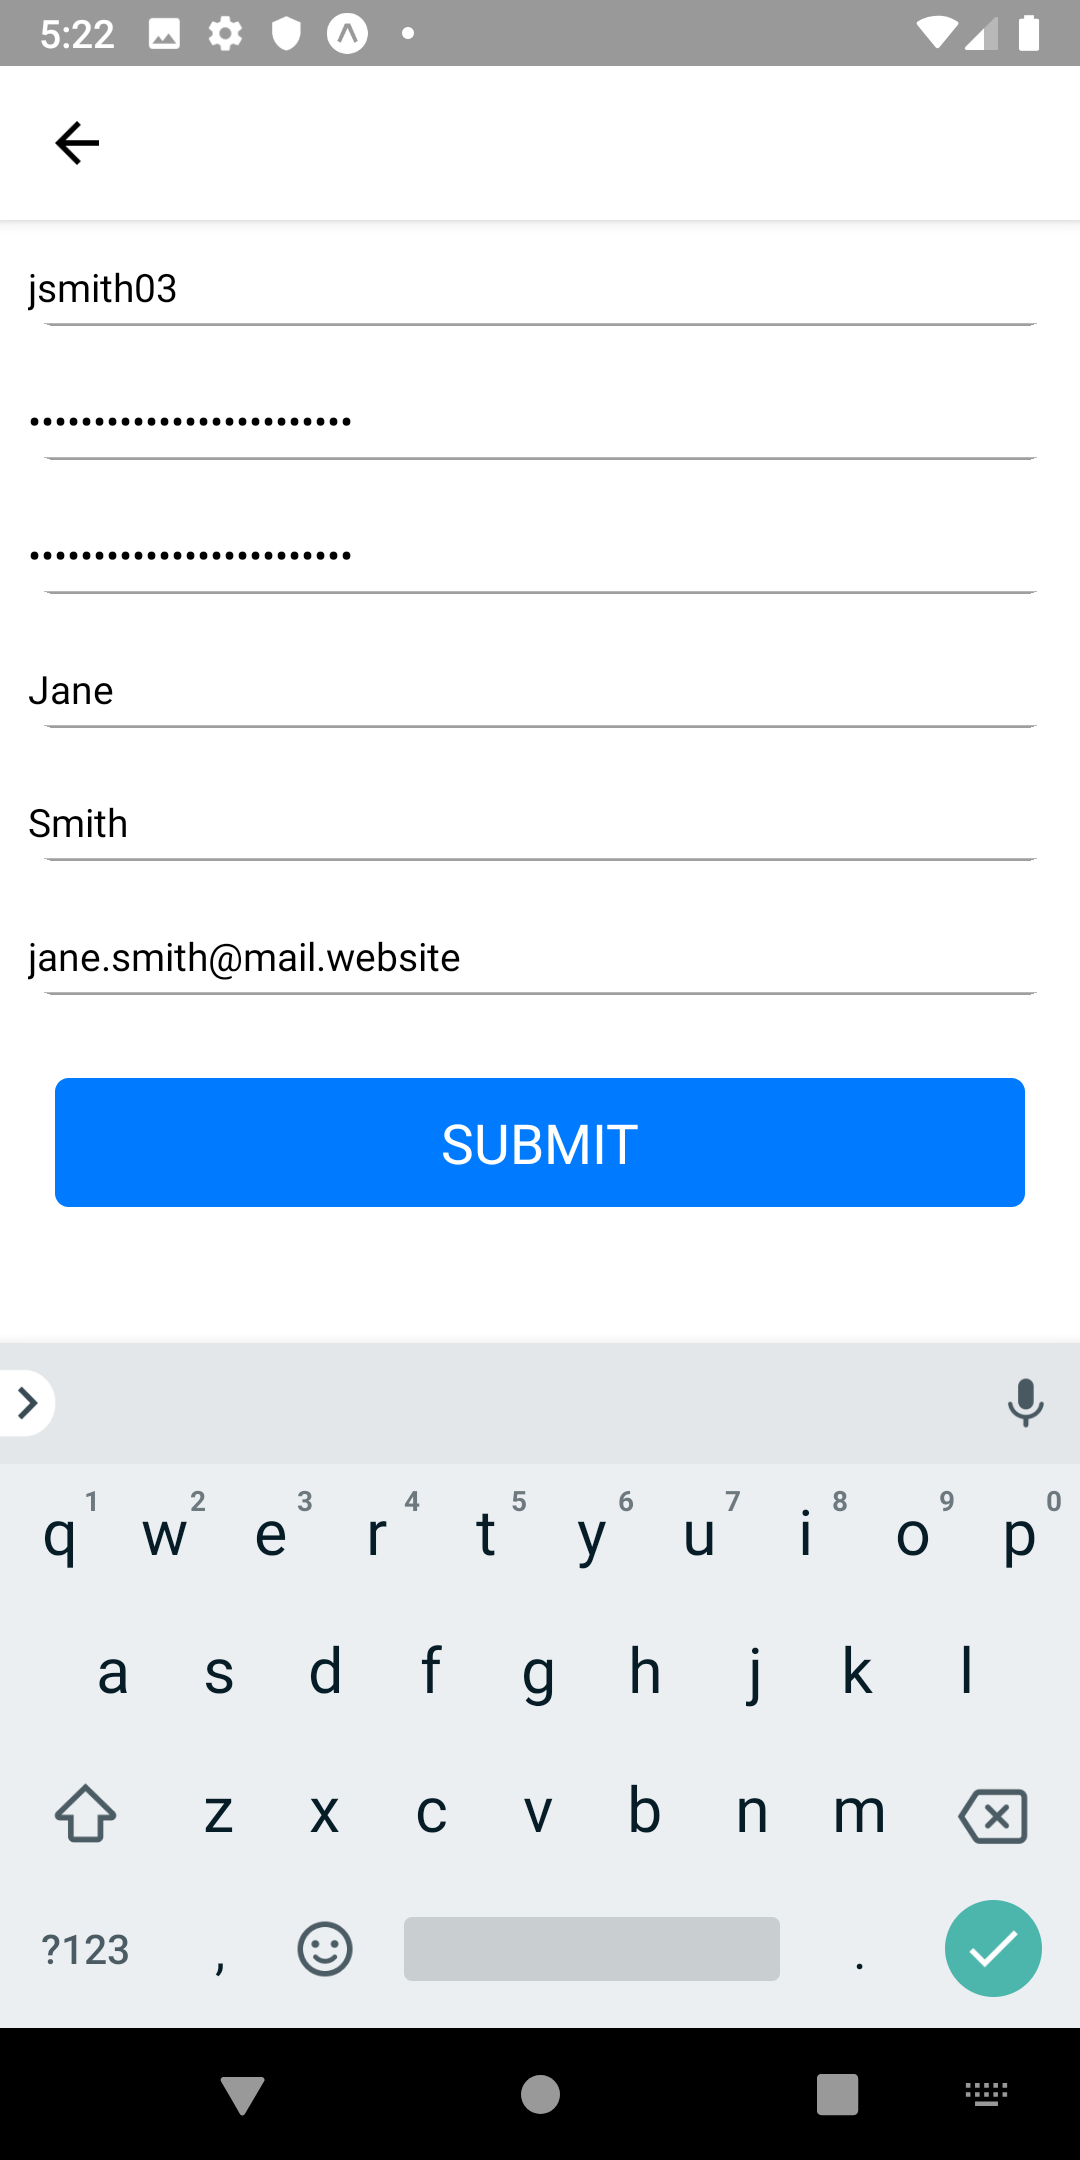 5:22
jsmith03
•••••••••••••••••••••••••
•••••••••••••••••••••••••
Jane
Smith
jane.smith@mail.website
SUBMIT
1 2 3 4 5 6 7 8 9 0
q w e r t y u i o p
a s d f g h j k l
z x c v b n m
?123 , .